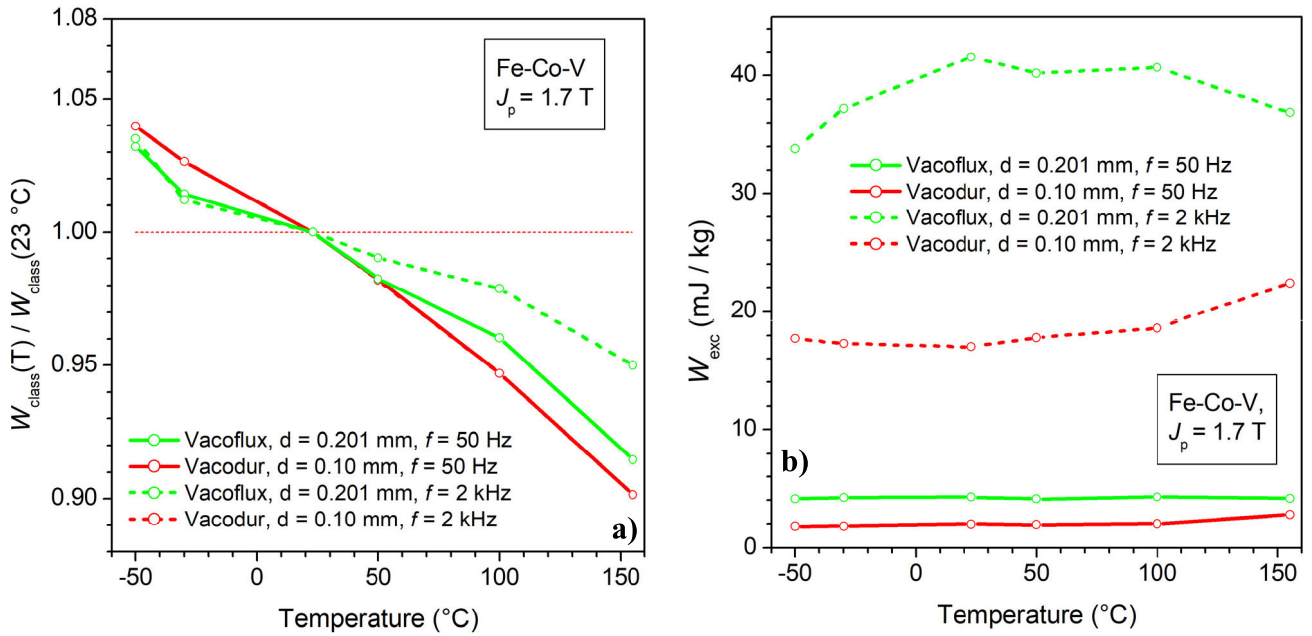 1.08
1.05
1.00
0.95
0.90
W_class(T) / W_class(23 °C)
Fe-Co-V
J_p = 1.7 T
Vacoflux, d = 0.201 mm, f = 50 Hz
Vacodur, d = 0.10 mm, f = 50 Hz
Vacoflux, d = 0.201 mm, f = 2 kHz
Vacodur, d = 0.10 mm, f = 2 kHz
a)
-50 0 50 100 150
Temperature (°C)
40
30
20
10
0
W_exc (mJ / kg)
Vacoflux, d = 0.201 mm, f = 50 Hz
Vacodur, d = 0.10 mm, f = 50 Hz
Vacoflux, d = 0.201 mm, f = 2 kHz
Vacodur, d = 0.10 mm, f = 2 kHz
Fe-Co-V,
J_p = 1.7 T
b)
-50 0 50 100 150
Temperature (°C)